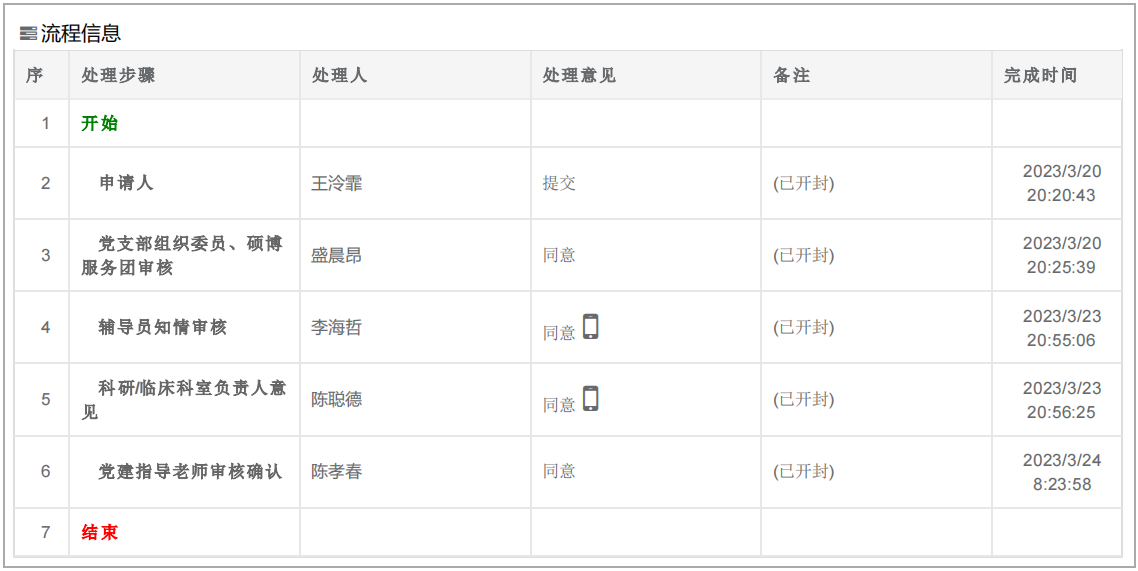 流程信息
序 处理步骤 处理人 处理意见 备注 完成时间
1 开始
2 申请人 王泠霏 提交 (已开封) 2023/3/20
20:20:43
3 党支部组织委员、硕博
服务团审核 盛晨昂 同意 (已开封) 2023/3/20
20:25:39
4 辅导员知情审核 李海哲 同意 (已开封) 2023/3/23
20:55:06
5 科研/临床科室负责人意
见 陈聪德 同意 (已开封) 2023/3/23
20:56:25
6 党建指导老师审核确认 陈孝春 同意 (已开封) 2023/3/24
8:23:58
7 结束